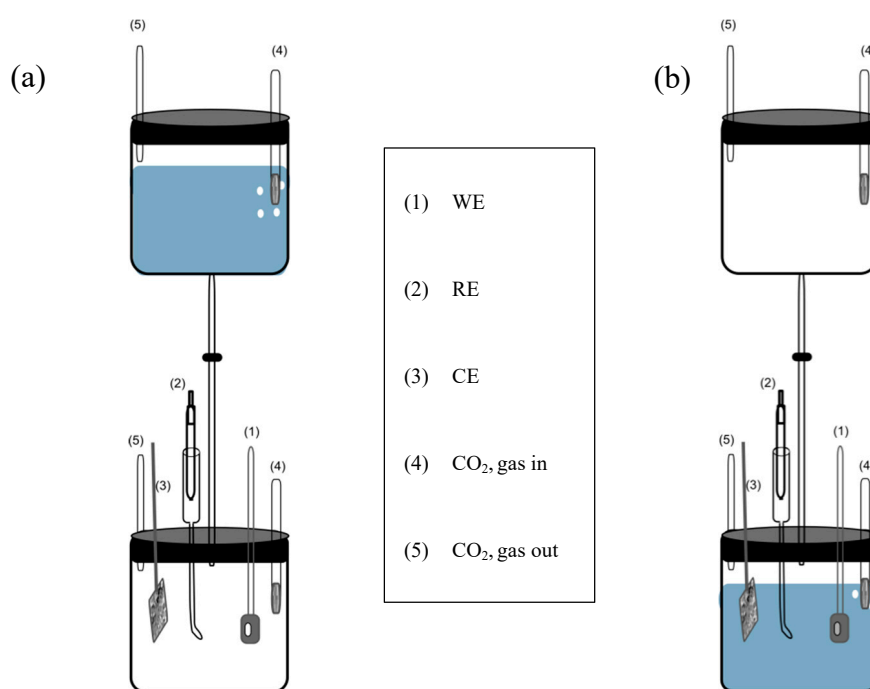 (a)
(5)
(4)
(2)
(1)
(5)
(3)
(4)
(1) WE
(2) RE
(3) CE
(4) CO₂, gas in
(5) CO₂, gas out
(b)
(5)
(4
(2)
(1)
(5)
(3)
(4